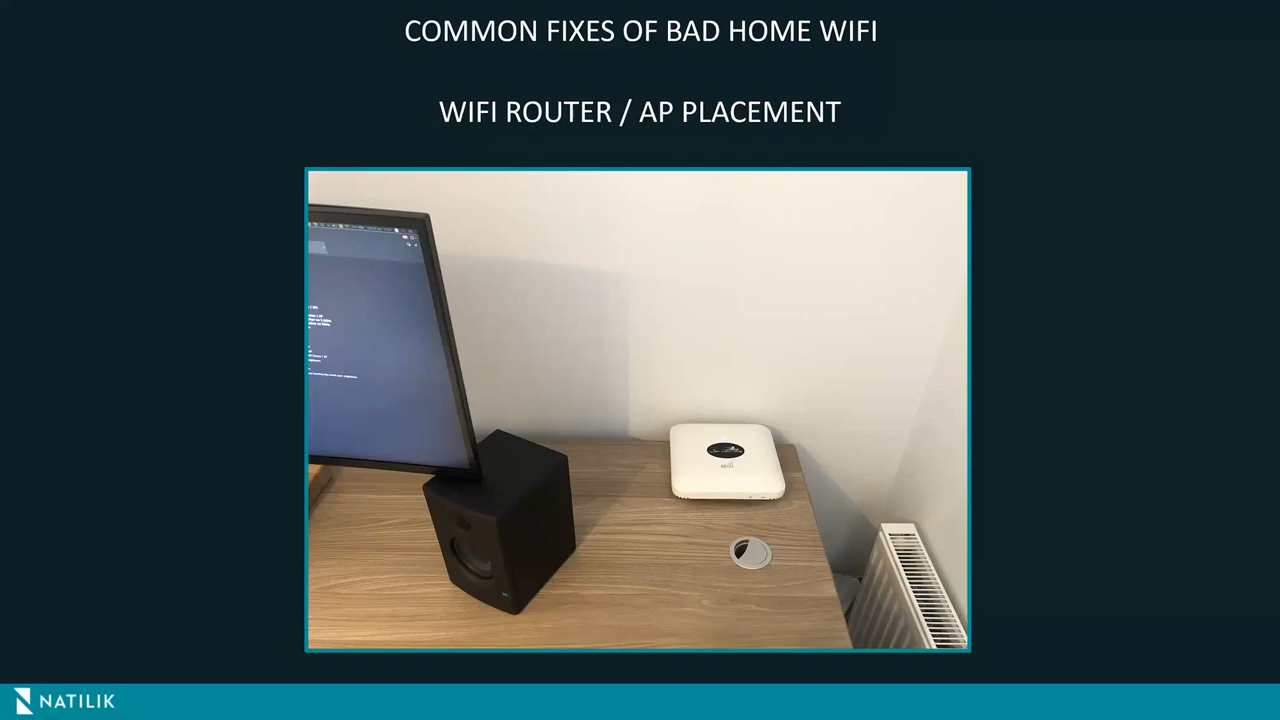 COMMON FIXES OF BAD HOME WIFI
WIFI ROUTER / AP PLACEMENT
NATILIK